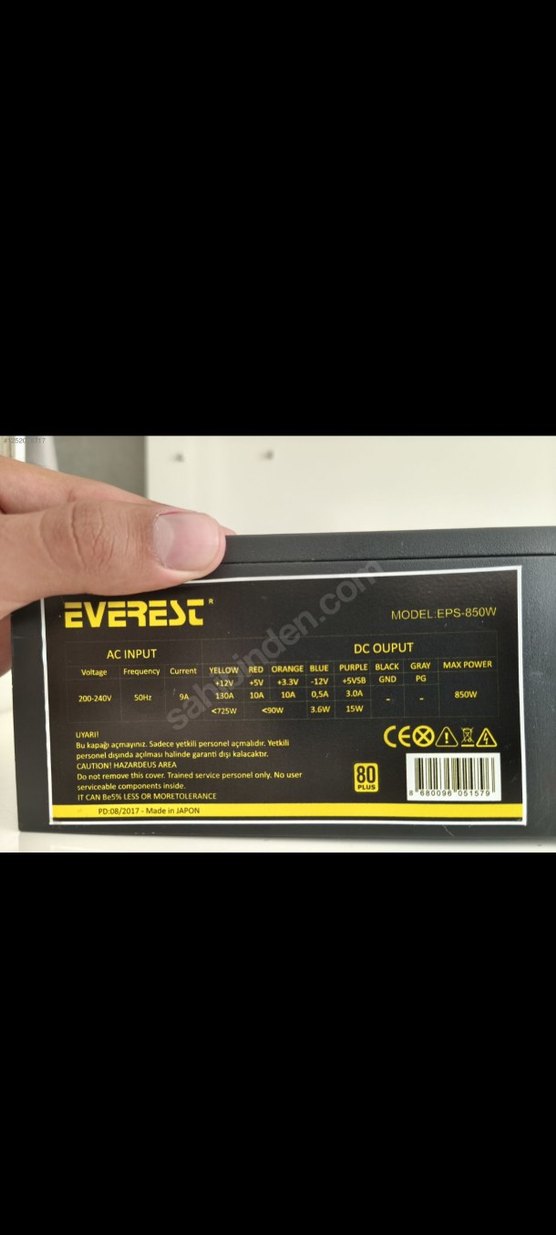 #1252076717
EVEREST®
MODEL:EPS-850W
AC INPUT DC OUPUT
Voltage Frequency Current YELLOW RED ORANGE BLUE PURPLE BLACK GRAY MAX POWER
+12V +5V +3.3V -12V +5VSB GND PG
200-240V 50Hz 9A 130A 10A 10A 0,5A 3.0A - - 850W
<725W <90W 3.6W 15W
UYARI!
Bu kapağı açmayınız. Sadece yetkili personel açmalıdır. Yetkili
personel dışında açılması halinde garanti dışı kalacaktır.
CAUTION! HAZARDEUS AREA
Do not remove this cover. Trained service personel only. No user
serviceable components inside.
IT CAN Be5% LESS OR MORETOLERANCE
PD:08/2017 - Made in JAPON
CE
80
PLUS
8 680096 051579
sahibinden.com